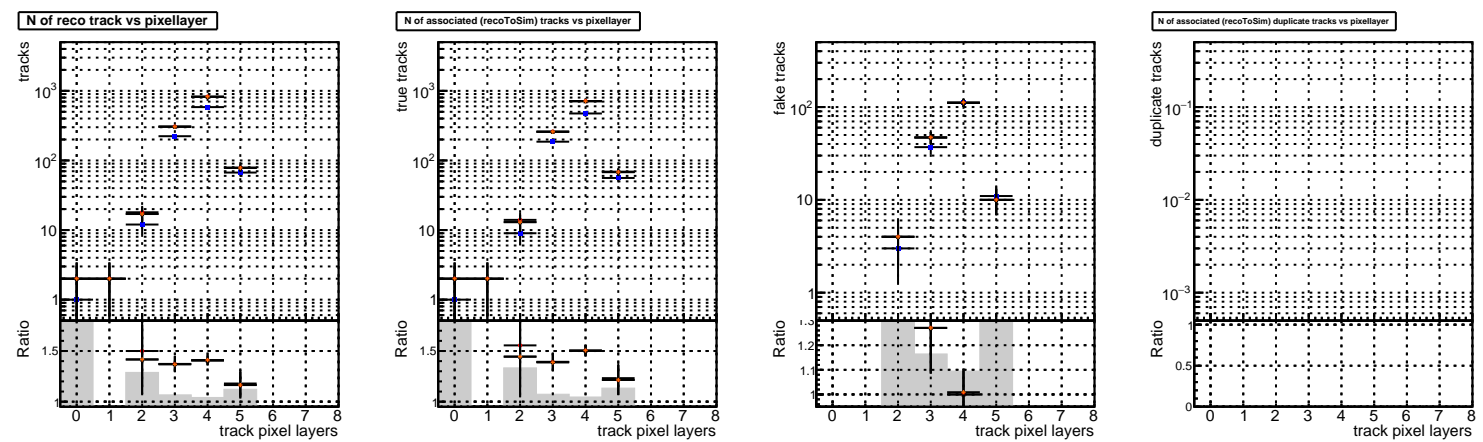 N of reco track vs pixellayer
tracks
10³
10²
10
1
Ratio
1.5
1
0 1 2 3 4 5 6 7 8
track pixel layers
N of associated (recoToSim) tracks vs pixellayer
true tracks
10³
10²
10
1
Ratio
1.5
1
0 1 2 3 4 5 6 7 8
track pixel layers
fake tracks
10²
10
1
Ratio
1.3
1.2
1.1
1
0 1 2 3 4 5 6 7 8
track pixel layers
N of associated (recoToSim) duplicate tracks vs pixellayer
duplicate tracks
10⁻¹
10⁻²
10⁻³
Ratio
1
0.5
0
0 1 2 3 4 5 6 7 8
track pixel layers